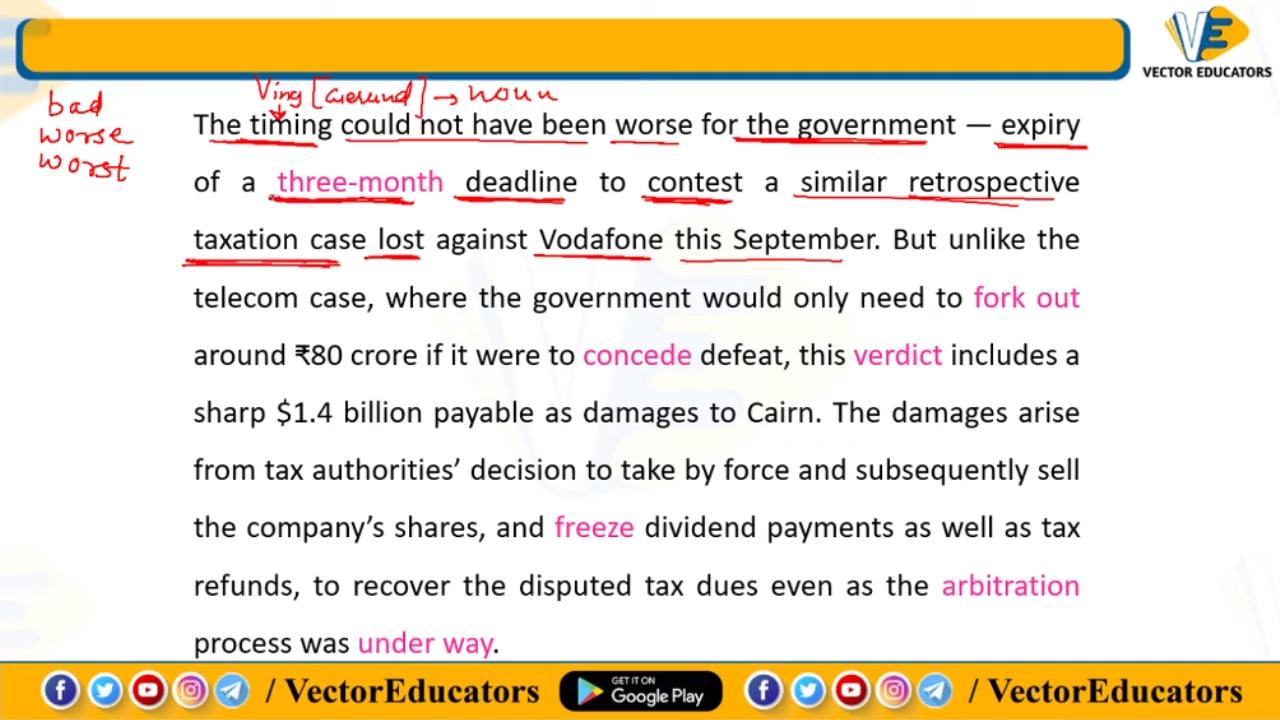 VECTOR EDUCATORS
Ving [Gerund] → noun
bad
worse
worst
The timing could not have been worse for the government — expiry
of a three-month deadline to contest a similar retrospective
taxation case lost against Vodafone this September. But unlike the
telecom case, where the government would only need to fork out
around ₹80 crore if it were to concede defeat, this verdict includes a
sharp $1.4 billion payable as damages to Cairn. The damages arise
from tax authorities’ decision to take by force and subsequently sell
the company’s shares, and freeze dividend payments as well as tax
refunds, to recover the disputed tax dues even as the arbitration
process was under way.
/ VectorEducators GET IT ON Google Play / VectorEducators